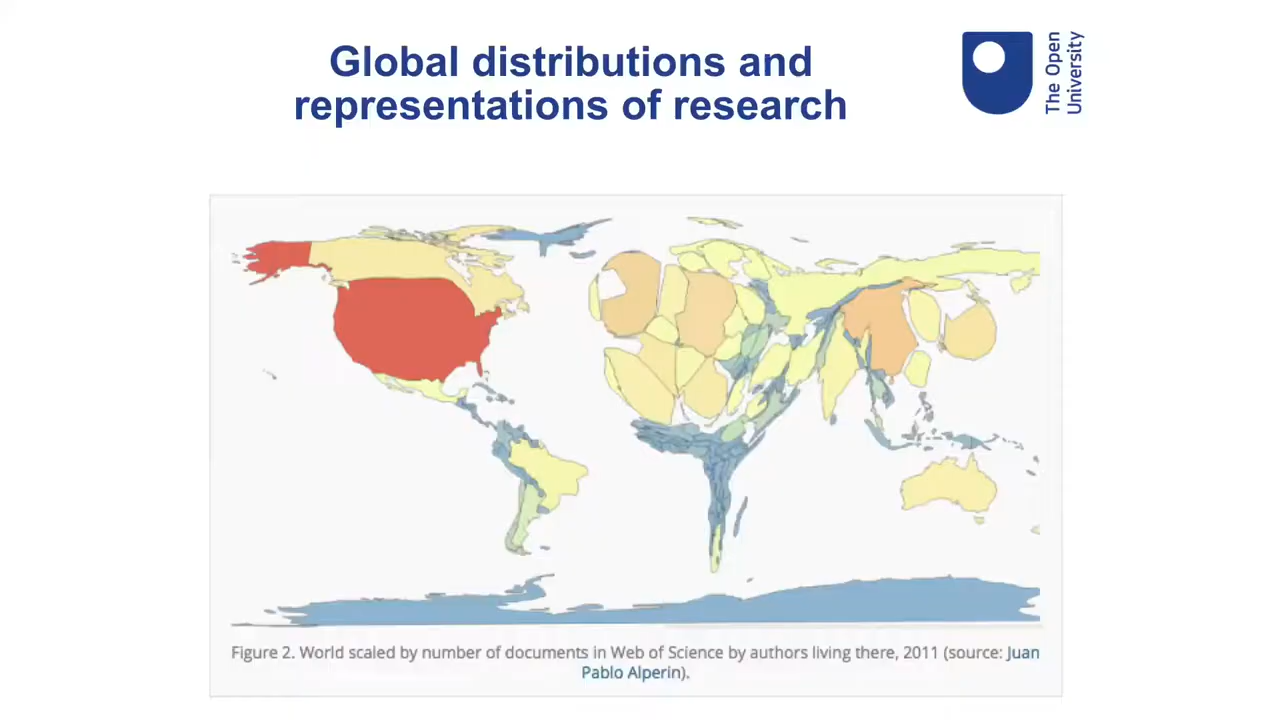 Global distributions and
representations of research
The Open
University
Figure 2. World scaled by number of documents in Web of Science by authors living there, 2011 (source: Juan
Pablo Alperin).